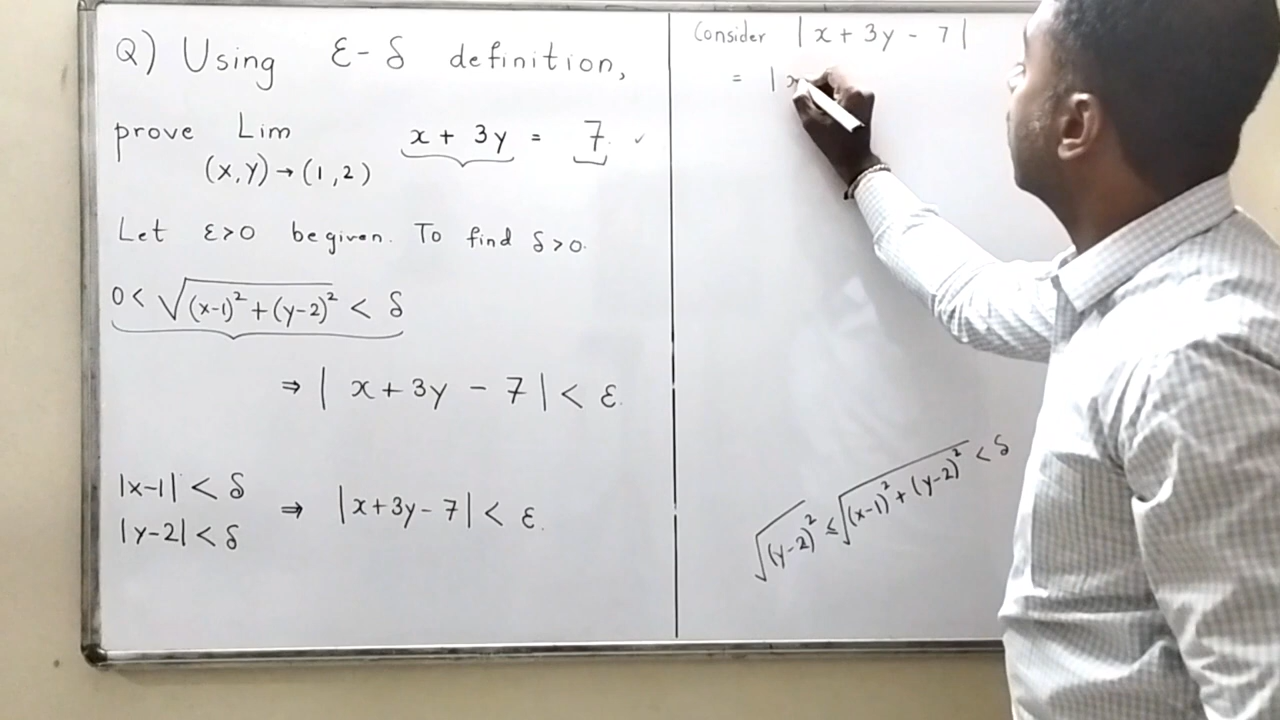 Q) Using ε-δ definition,
prove Lim x + 3y = 7. ✓
(x,y)→(1,2)
Let ε>0 be given. To find δ>0.
0 < √((x-1)² + (y-2)²) < δ
⇒ | x + 3y - 7 | < ε.
|x-1| < δ
|y-2| < δ
⇒ |x+3y-7| < ε.
Consider | x + 3y - 7 |
= | x
√((y-2)²) ≤ √((x-1)² + (y-2)²) < δ